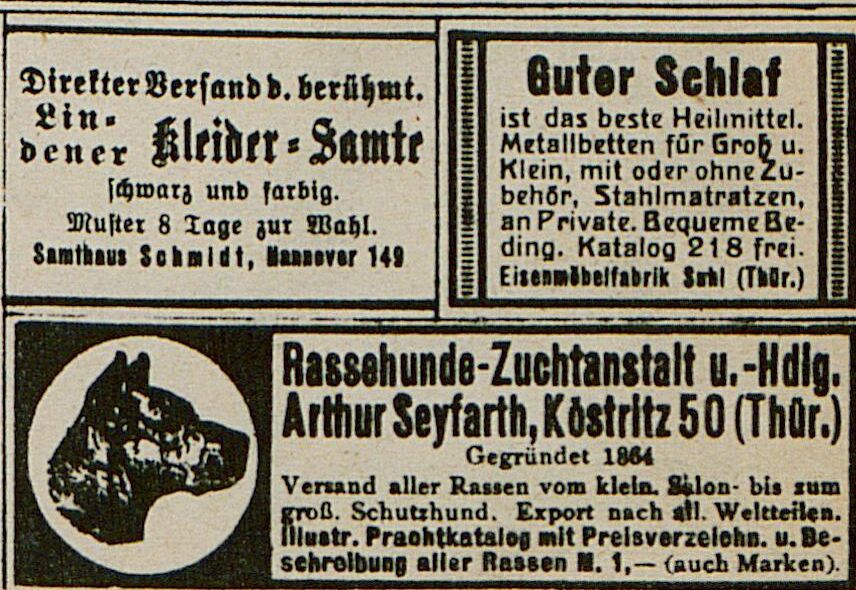 Direkter Versand d. berühmt.
Lin-
dener Kleider-Samte
schwarz und farbig.
Muster 8 Tage zur Wahl.
Samthaus Schmidt, Hannover 149
Guter Schlaf
ist das beste Heilmittel.
Metallbetten für Groß u.
Klein, mit oder ohne Zu-
behör, Stahlmatratzen,
an Private. Bequeme Be-
ding. Katalog 218 frei.
Eisenmöbelfabrik Suhl (Thür.)
Rassehunde-Zuchtanstalt u. -Hdlg.
Arthur Seyfarth, Köstritz 50 (Thür.)
Gegründet 1864
Versand aller Rassen vom klein. Salon- bis zum
groß. Schutzhund. Export nach all. Weltteilen.
Illustr. Prachtkatalog mit Preisverzeichn. u. Be-
schreibung aller Rassen M. 1,— (auch Marken).